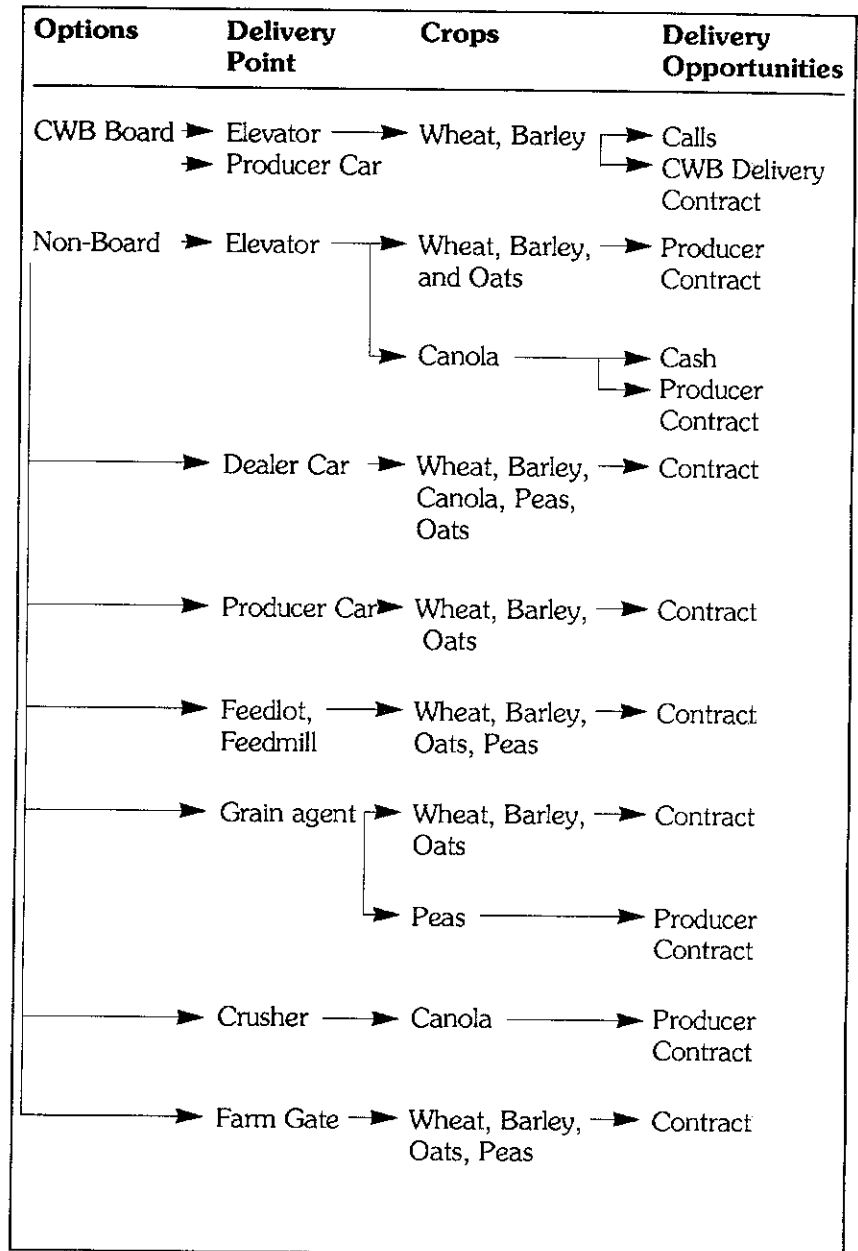 Options Delivery Point Crops Delivery Opportunities
CWB Board Elevator Wheat, Barley Calls
Producer Car CWB Delivery
Contract
Non-Board Elevator Wheat, Barley, Producer
and Oats Contract
Canola Cash
Producer
Contract
Dealer Car Wheat, Barley, Contract
Canola, Peas,
Oats
Producer Car Wheat, Barley, Contract
Oats
Feedlot, Wheat, Barley, Contract
Feedmill Oats, Peas
Grain agent Wheat, Barley, Contract
Oats
Peas Producer
Contract
Crusher Canola Producer
Contract
Farm Gate Wheat, Barley, Contract
Oats, Peas